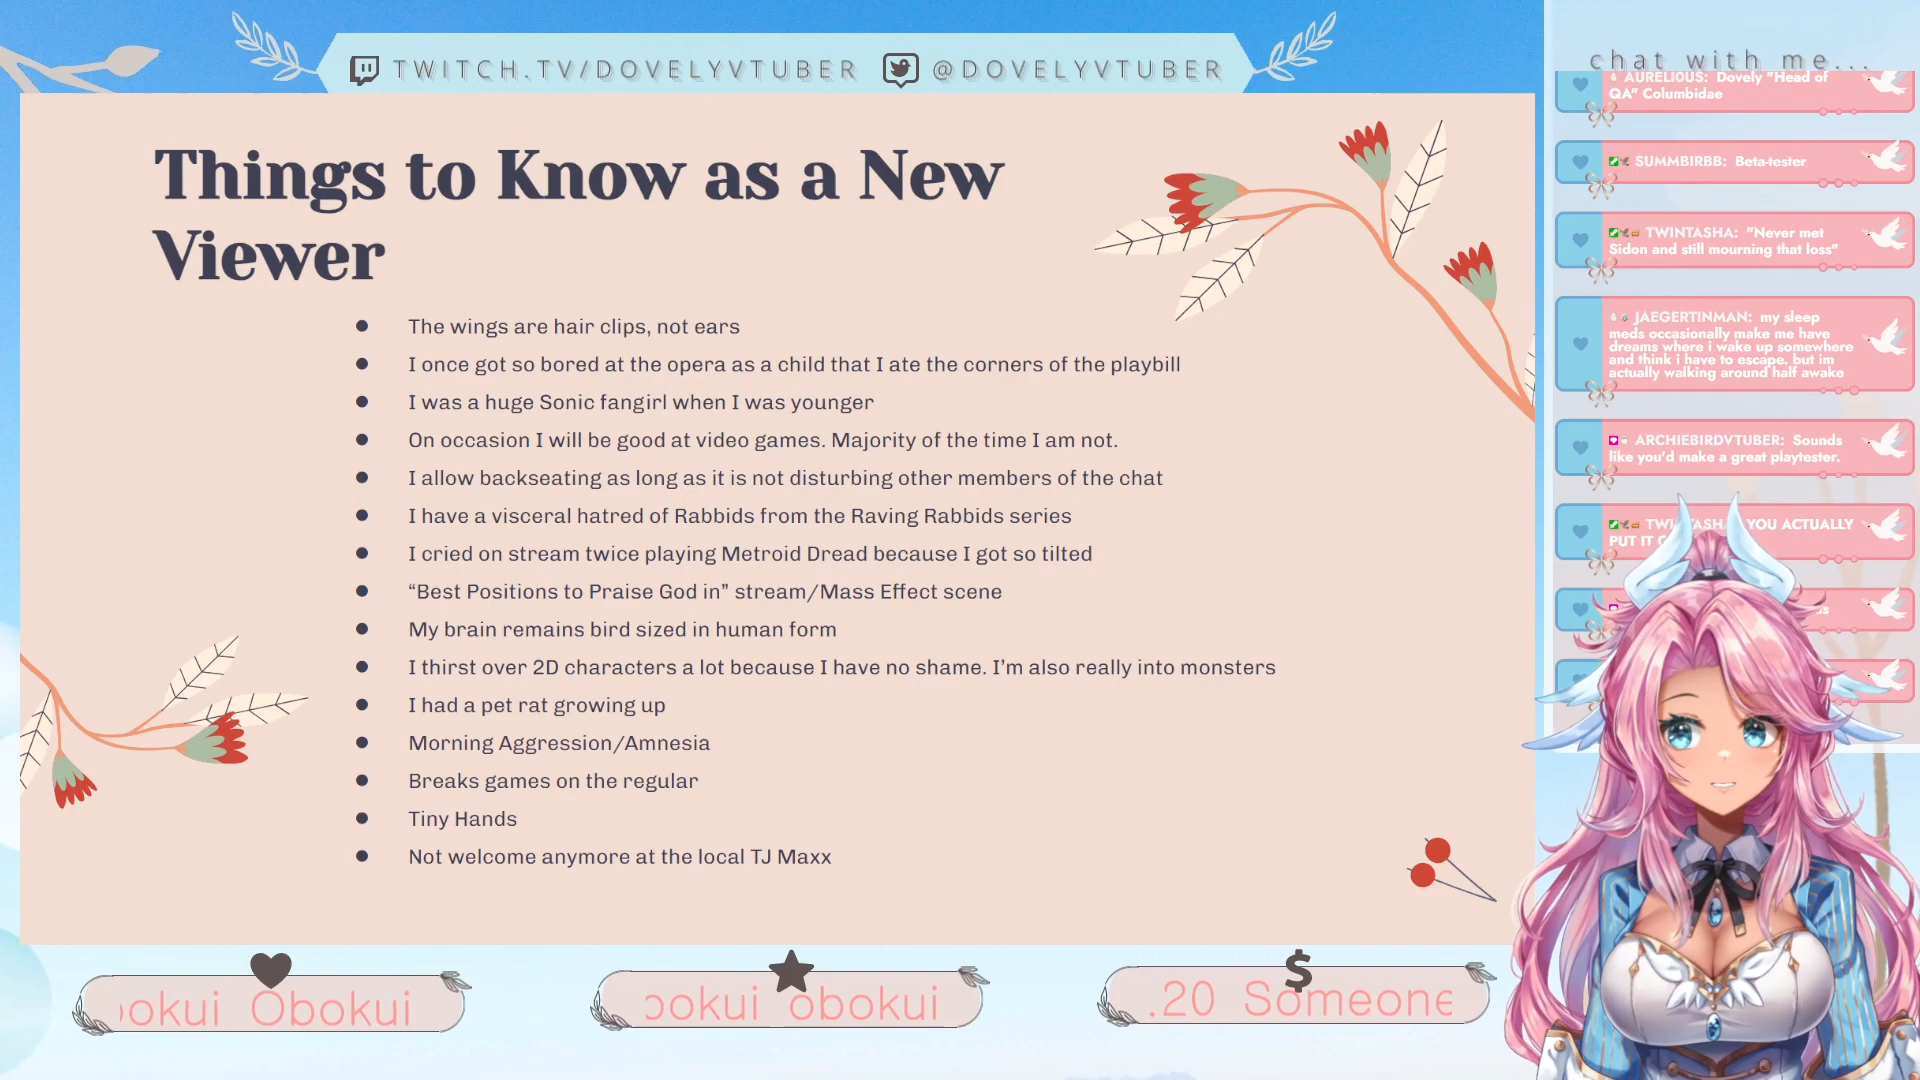 TWITCH.TV/DOVELYVTUBER @DOVELYVTUBER
Things to Know as a New
Viewer
● The wings are hair clips, not ears
● I once got so bored at the opera as a child that I ate the corners of the playbill
● I was a huge Sonic fangirl when I was younger
● On occasion I will be good at video games. Majority of the time I am not.
● I allow backseating as long as it is not disturbing other members of the chat
● I have a visceral hatred of Rabbids from the Raving Rabbids series
● I cried on stream twice playing Metroid Dread because I got so tilted
● “Best Positions to Praise God in” stream/Mass Effect scene
● My brain remains bird sized in human form
● I thirst over 2D characters a lot because I have no shame. I’m also really into monsters
● I had a pet rat growing up
● Morning Aggression/Amnesia
● Breaks games on the regular
● Tiny Hands
● Not welcome anymore at the local TJ Maxx
chat with me...
AURELIOUS: Dovely "Head of
QA" Columbidae
SUMMBIRBB: Beta-tester
TWINTASHA: "Never met
Sidon and still mourning that loss"
JAEGERTINMAN: my sleep
meds occasionally make me have
dreams where i wake up somewhere
and think i have to escape. but im
actually walking around half awake
ARCHIEBIRDVTUBER: Sounds
like you'd make a great playtester.
YOU ACTUALLY
PUT IT
Obokui
obokui
.20 Someone